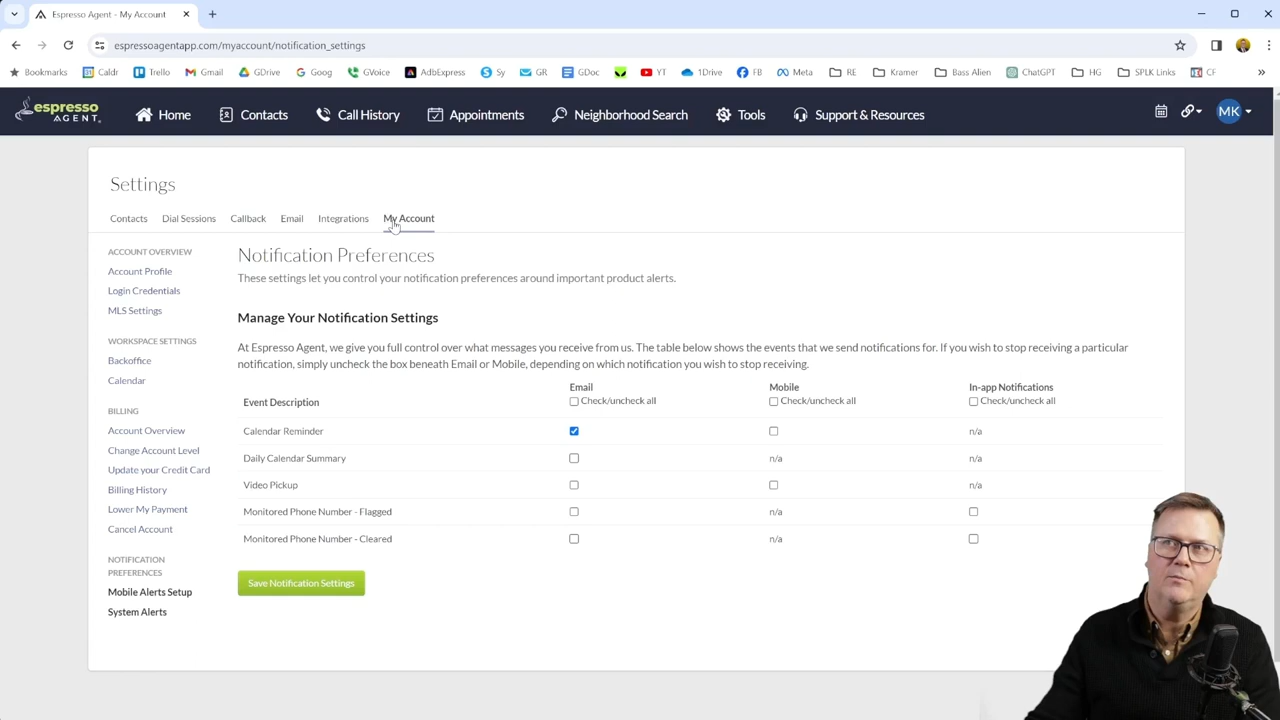 Espresso Agent - My Account
espressoagentapp.com/myaccount/notification_settings
Bookmarks Caldr Trello Gmail GDrive Goog GVoice AdbExpress Sy GR GDoc YT 1Drive FB Meta RE Kramer Bass Alien ChatGPT HG SPLK Links CF
espresso AGENT Home Contacts Call History Appointments Neighborhood Search Tools Support & Resources MK
Settings
Contacts Dial Sessions Callback Email Integrations My Account
ACCOUNT OVERVIEW
Account Profile
Login Credentials
MLS Settings
WORKSPACE SETTINGS
Backoffice
Calendar
BILLING
Account Overview
Change Account Level
Update your Credit Card
Billing History
Lower My Payment
Cancel Account
NOTIFICATION
PREFERENCES
Mobile Alerts Setup
System Alerts
Notification Preferences
These settings let you control your notification preferences around important product alerts.
Manage Your Notification Settings
At Espresso Agent, we give you full control over what messages you receive from us. The table below shows the events that we send notifications for. If you wish to stop receiving a particular
notification, simply uncheck the box beneath Email or Mobile, depending on which notification you wish to stop receiving.
Email Mobile In-app Notifications
Event Description Check/uncheck all Check/uncheck all Check/uncheck all
Calendar Reminder n/a
Daily Calendar Summary n/a n/a
Video Pickup n/a
Monitored Phone Number - Flagged n/a
Monitored Phone Number - Cleared n/a
Save Notification Settings